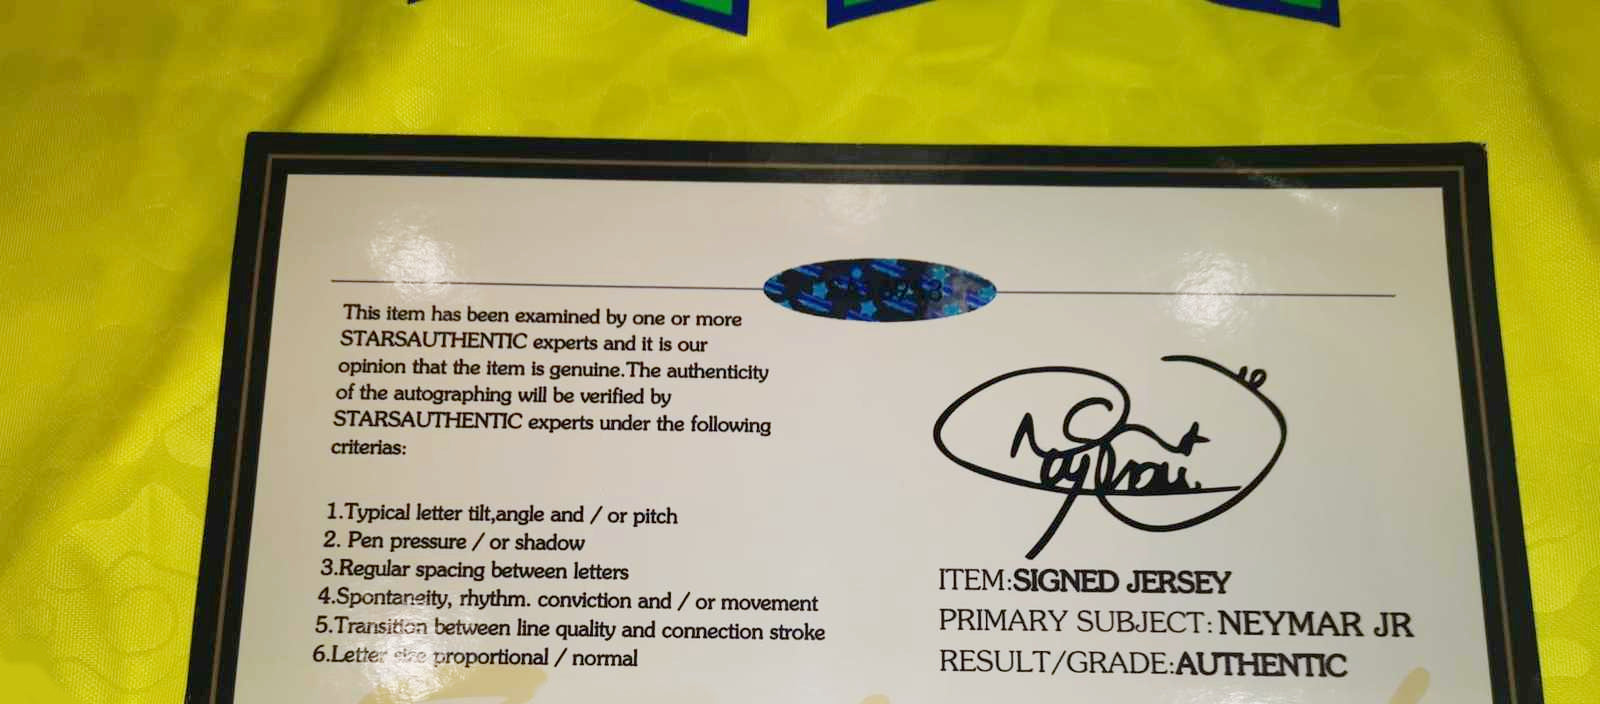 This item has been examined by one or more
STARSAUTHENTIC experts and it is our
opinion that the item is genuine.The authenticity
of the autographing will be verified by
STARSAUTHENTIC experts under the following
criterias:
1.Typical letter tilt,angle and / or pitch
2. Pen pressure / or shadow
3.Regular spacing between letters
4.Spontaneity, rhythm. conviction and / or movement
5.Transition between line quality and connection stroke
6.Letter size proportional / normal
ITEM:SIGNED JERSEY
PRIMARY SUBJECT:NEYMAR JR
RESULT/GRADE:AUTHENTIC